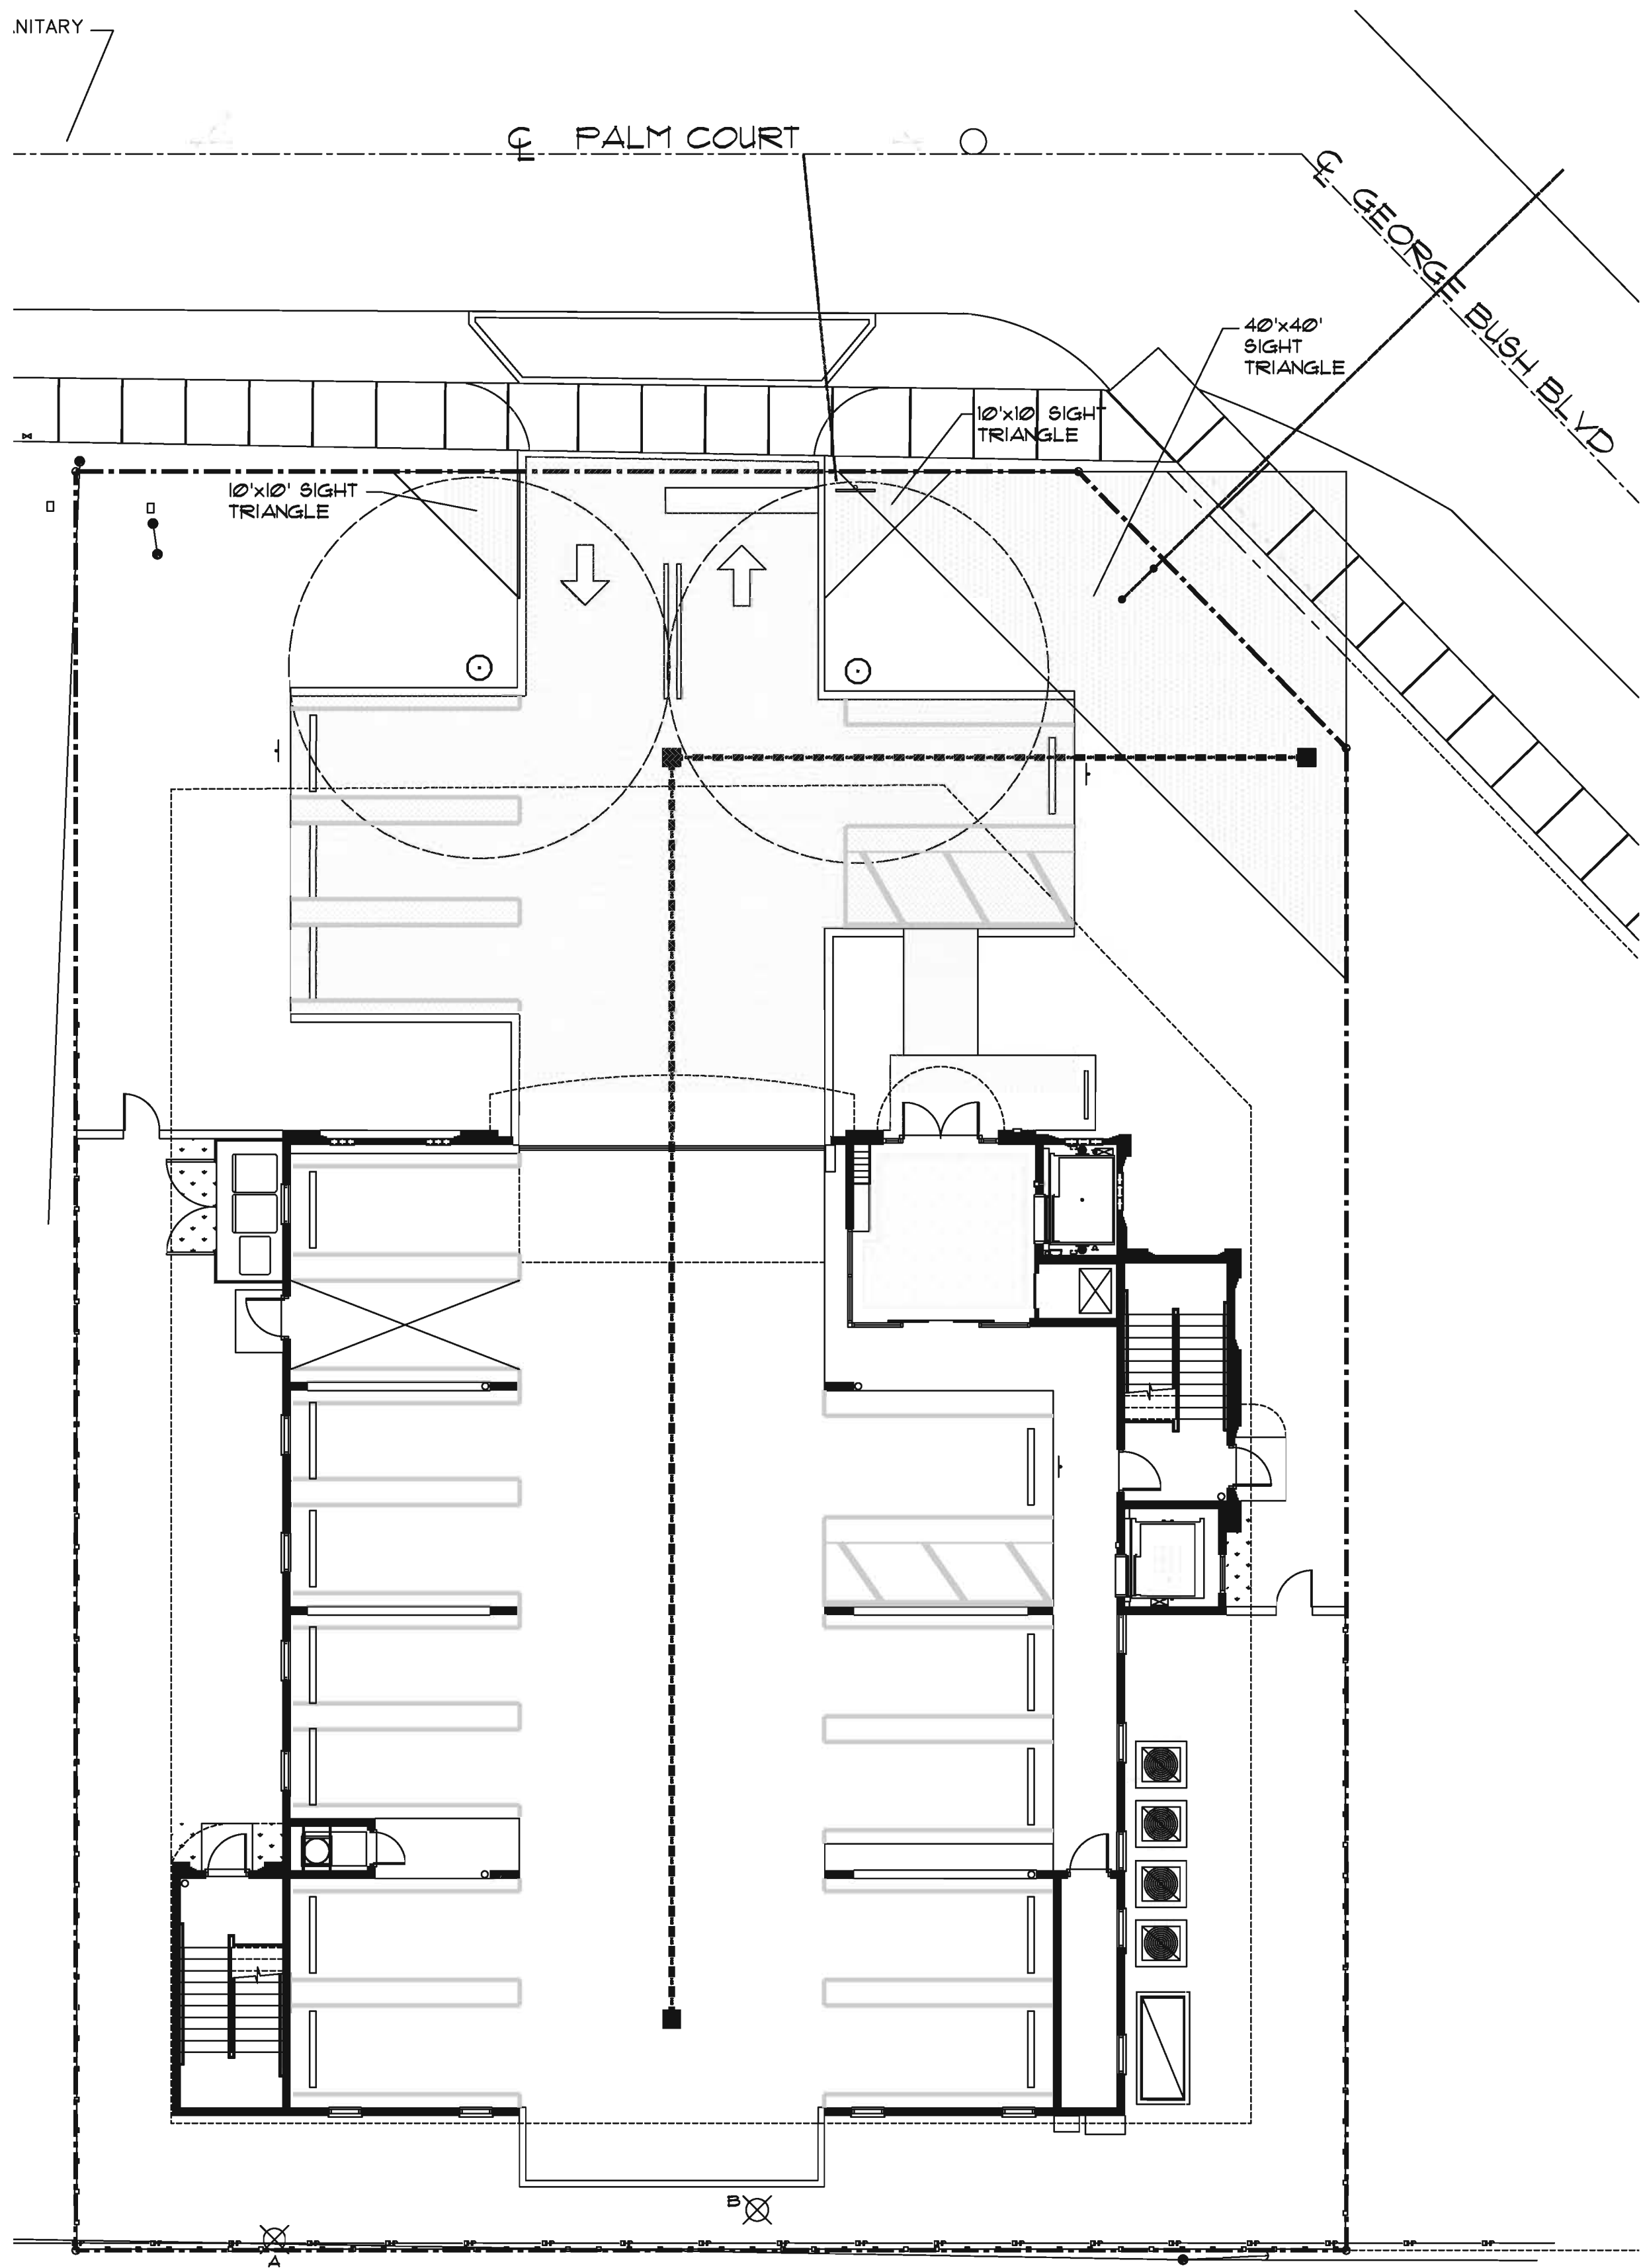 .NITARY
℄ PALM COURT
℄ GEORGE BUSH BLVD
40'x40'
SIGHT
TRIANGLE
10'x10' SIGHT
TRIANGLE
10'x10' SIGHT
TRIANGLE
B
A